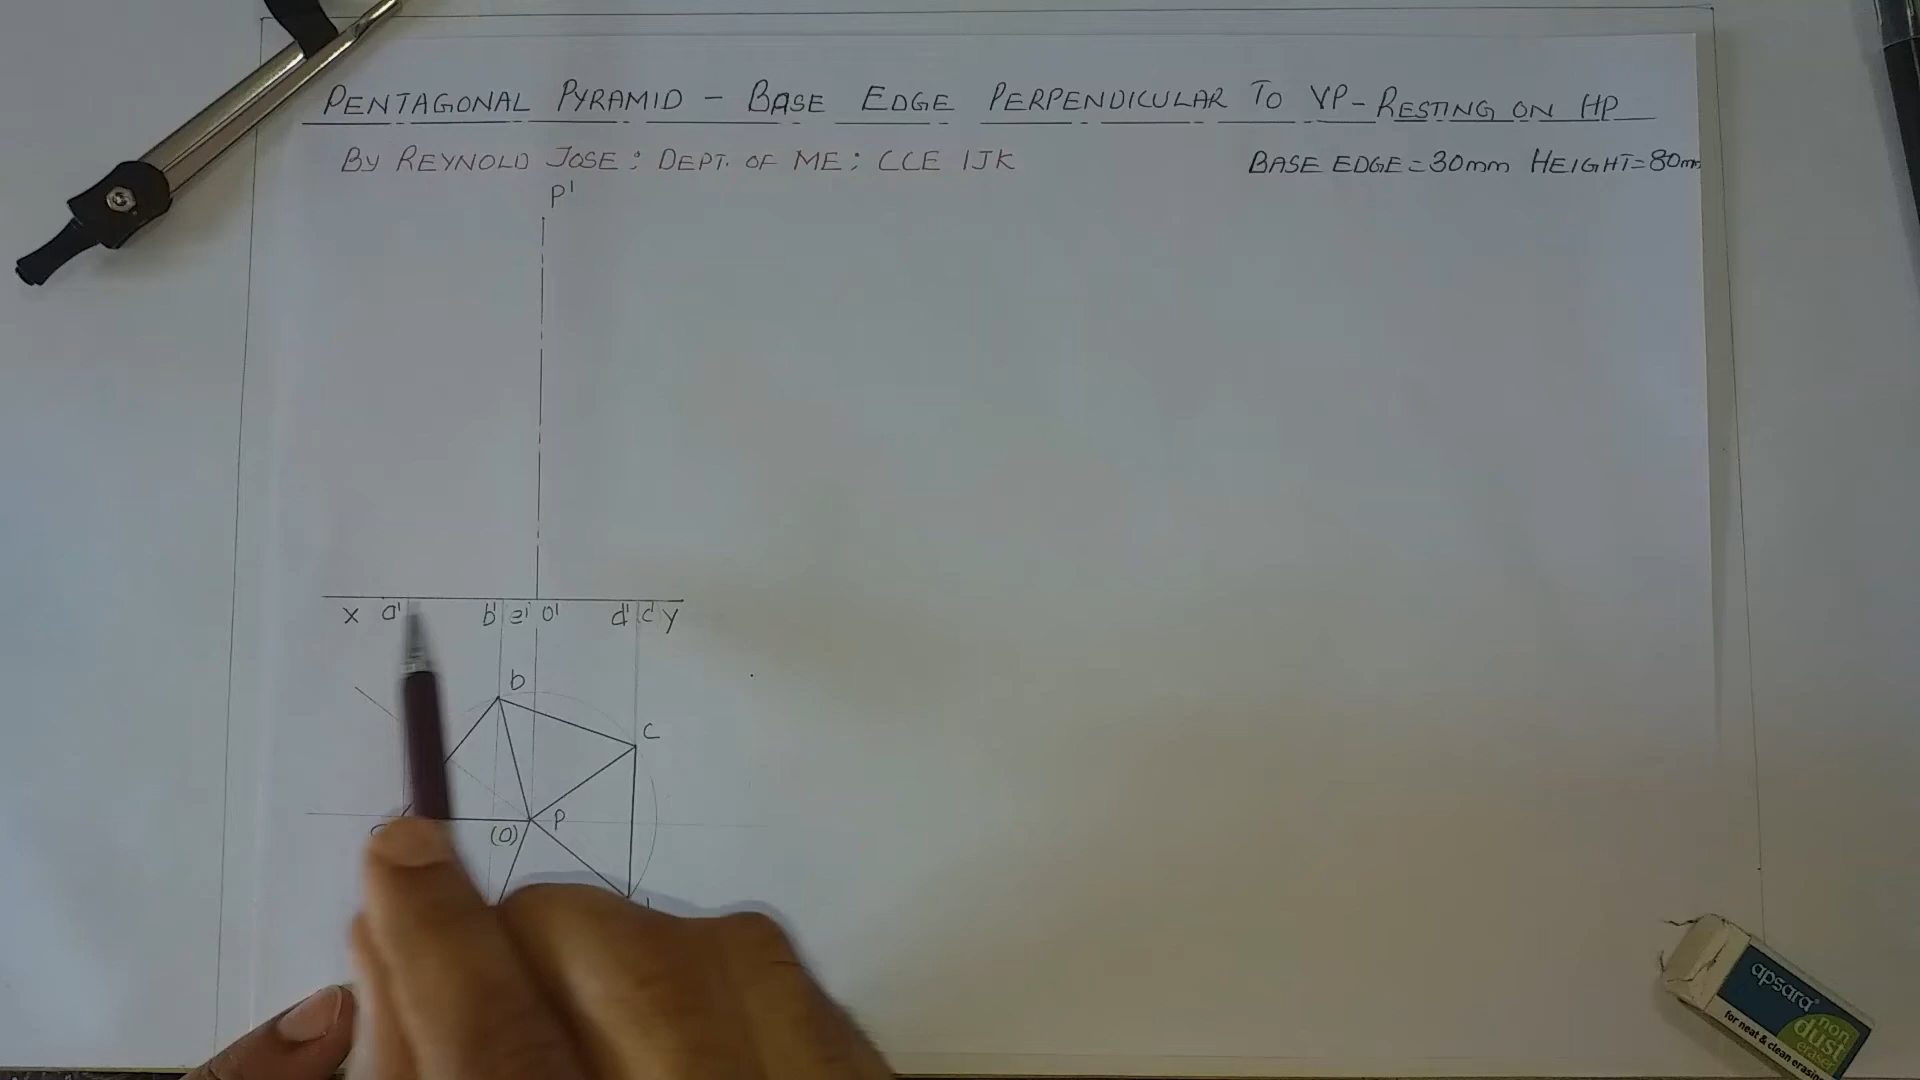 PENTAGONAL PYRAMID - BASE EDGE PERPENDICULAR TO VP - RESTING ON HP
BY REYNOLD JOSE : DEPT. OF ME : CCE IJK
BASE EDGE = 30mm HEIGHT = 80mm
P'
X a' b' e' o' d' c' Y
b
c
P
(O)
apsara
non dust eraser
for neat & clean erasing